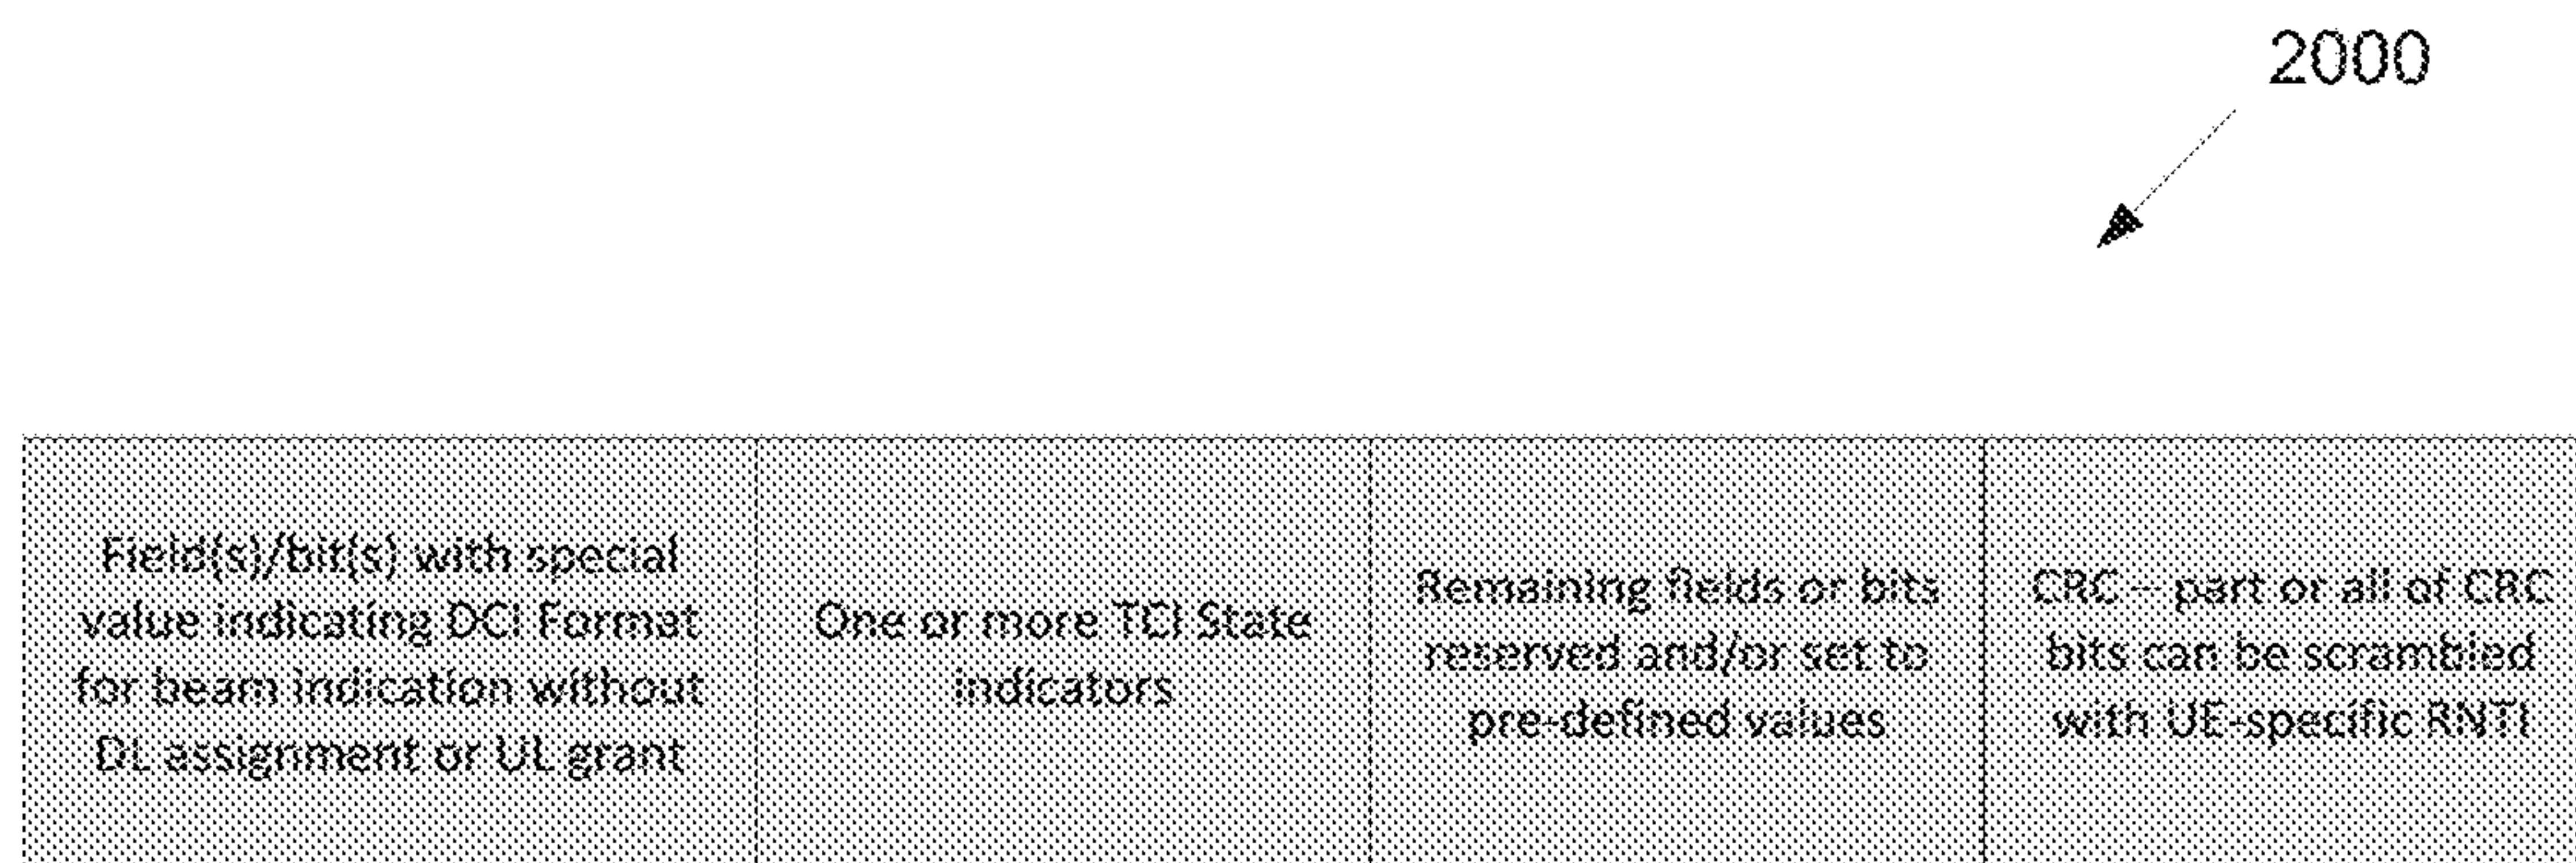 2000
Field(s)/bit(s) with special
value indicating DCI Format
for beam indication without
DL assignment or UL grant
One or more TCI State
indicators
Remaining fields or bits
reserved and/or set to
pre-defined values
CRC – part or all of CRC
bits can be scrambled
with UE-specific RNTI